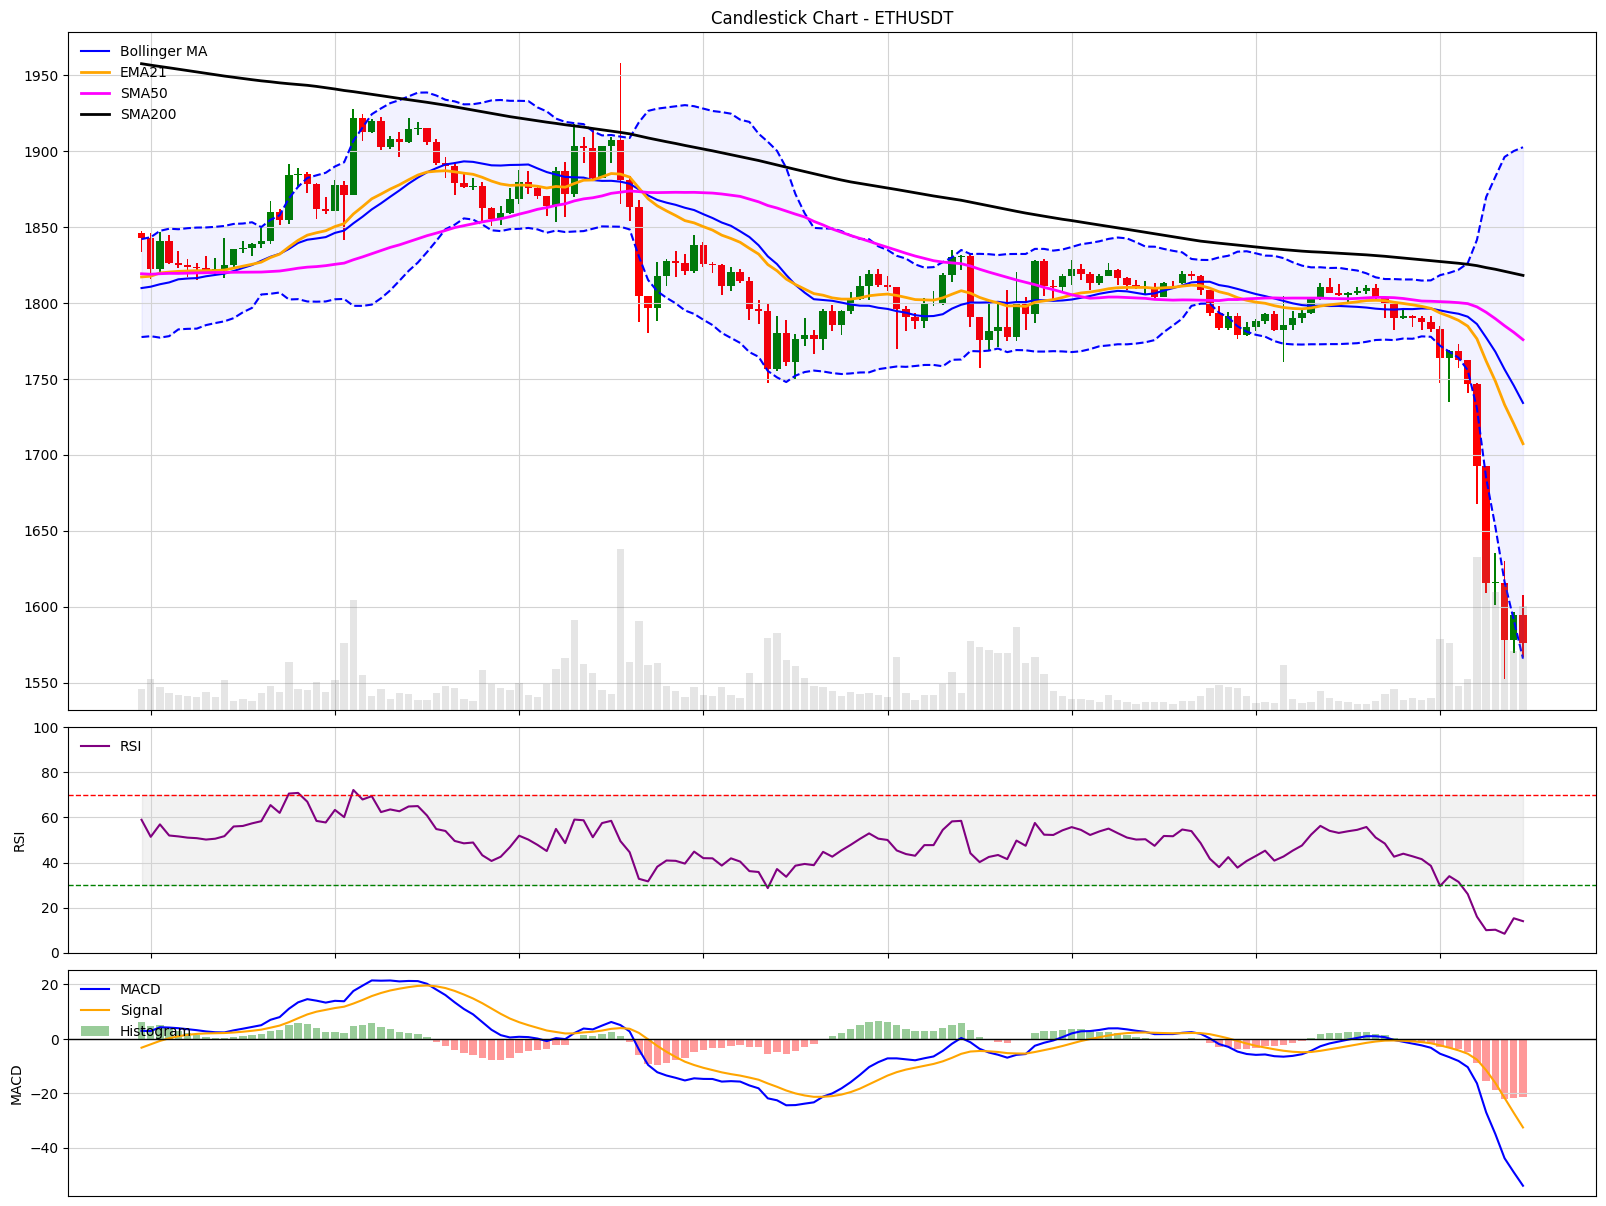 Candlestick Chart - ETHUSDT
Bollinger MA
EMA21
SMA50
SMA200
1950
1900
1850
1800
1750
1700
1650
1600
1550
RSI
100
80
60
40
20
0
RSI
MACD
Signal
Histogram
20
0
−20
−40
MACD